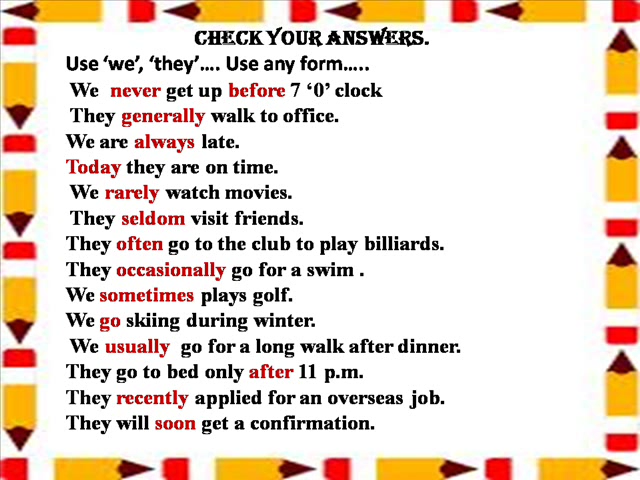 CHECK YOUR ANSWERS.
Use ‘we’, ‘they’…. Use any form…..
We never get up before 7 ‘0’ clock
They generally walk to office.
We are always late.
Today they are on time.
We rarely watch movies.
They seldom visit friends.
They often go to the club to play billiards.
They occasionally go for a swim .
We sometimes plays golf.
We go skiing during winter.
We usually go for a long walk after dinner.
They go to bed only after 11 p.m.
They recently applied for an overseas job.
They will soon get a confirmation.